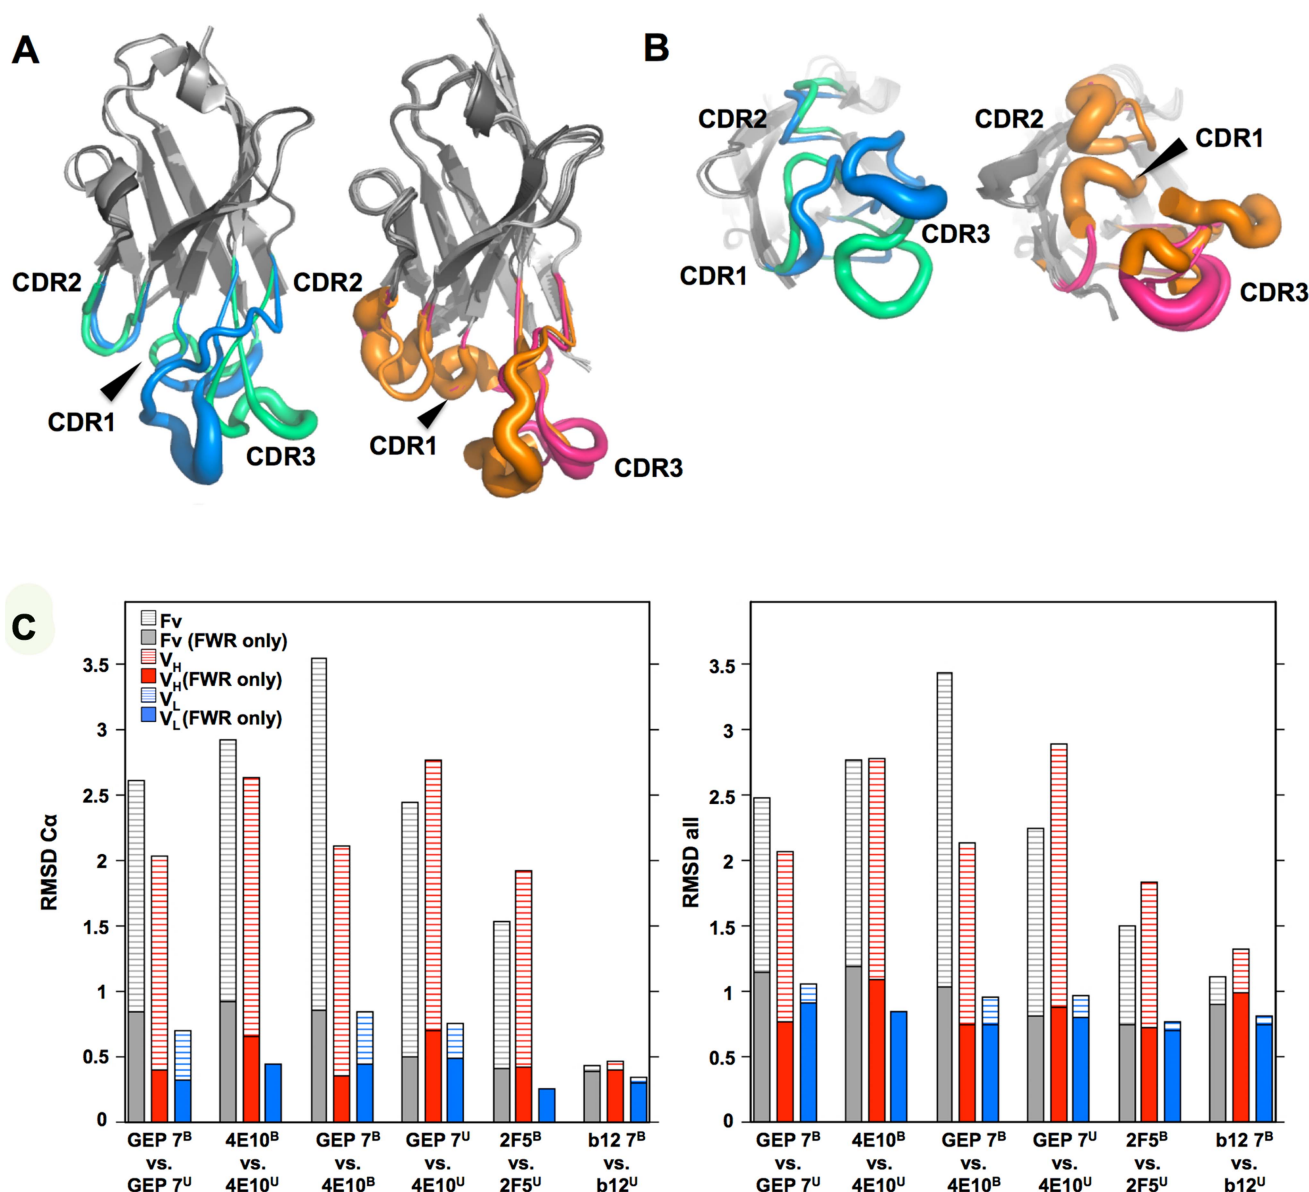 A
B
CDR2
CDR2
CDR1
CDR3
CDR1
CDR3
CDR2
CDR1
CDR3
CDR2
CDR1
CDR3
C
Fv
Fv (FWR only)
VH
VH (FWR only)
VL
VL (FWR only)
RMSD Cα
3.5
3
2.5
2
1.5
1
0.5
0
GEP 7ᴮ vs. GEP 7ᵁ
4E10ᴮ vs. 4E10ᵁ
GEP 7ᴮ vs. 4E10ᴮ
GEP 7ᵁ vs. 4E10ᵁ
2F5ᴮ vs. 2F5ᵁ
b12 7ᴮ vs. b12ᵁ
RMSD all
3.5
3
2.5
2
1.5
1
0.5
0
GEP 7ᴮ vs. GEP 7ᵁ
4E10ᴮ vs. 4E10ᵁ
GEP 7ᴮ vs. 4E10ᴮ
GEP 7ᵁ vs. 4E10ᵁ
2F5ᴮ vs. 2F5ᵁ
b12 7ᴮ vs. b12ᵁ